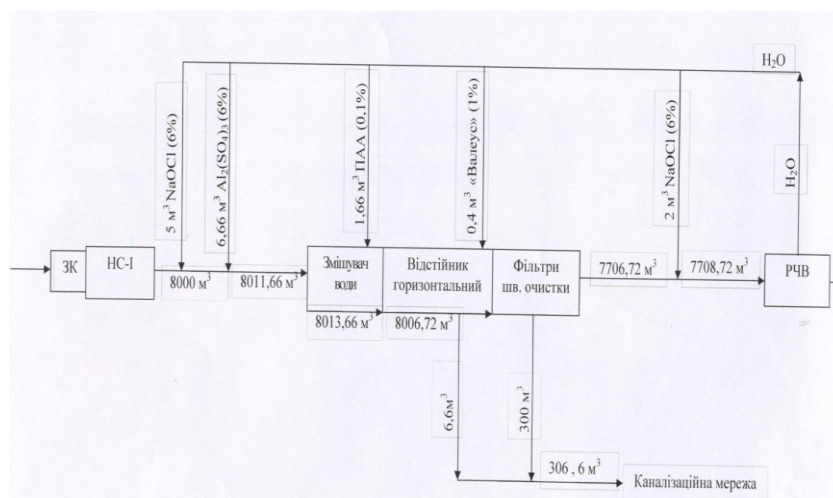 H₂O
5 м³ NaOCl (6%)
6,66 м³ Al₂(SO₄)₃ (6%)
1,66 м³ ПАА (0,1%)
0,4 м³ «Валеус» (1%)
2 м³ NaOCl (6%)
H₂O
ЗК
НС-І
8000 м³
8011,66 м³
Змішувач
води
8013,66 м³
Відстійник
горизонтальний
8006,72 м³
Фільтри
шв. очистки
7706,72 м³
7708,72 м³
РЧВ
6,6м³
300 м³
306 , 6 м³
Каналізаційна мережа